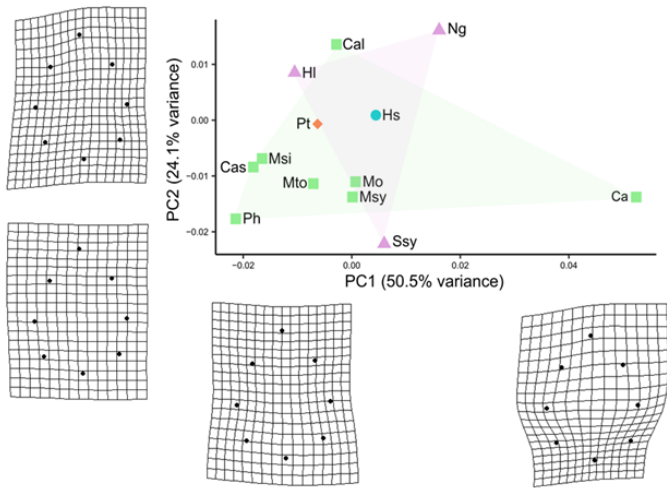 Ng
Cal
0.01
Hl
0.00
Pt
Hs
Msi
Cas
Mto
Mo
-0.01
Msy
Ca
Ph
Ssy
-0.02
PC2 (24.1% variance)
-0.02
0.00
0.02
0.04
PC1 (50.5% variance)